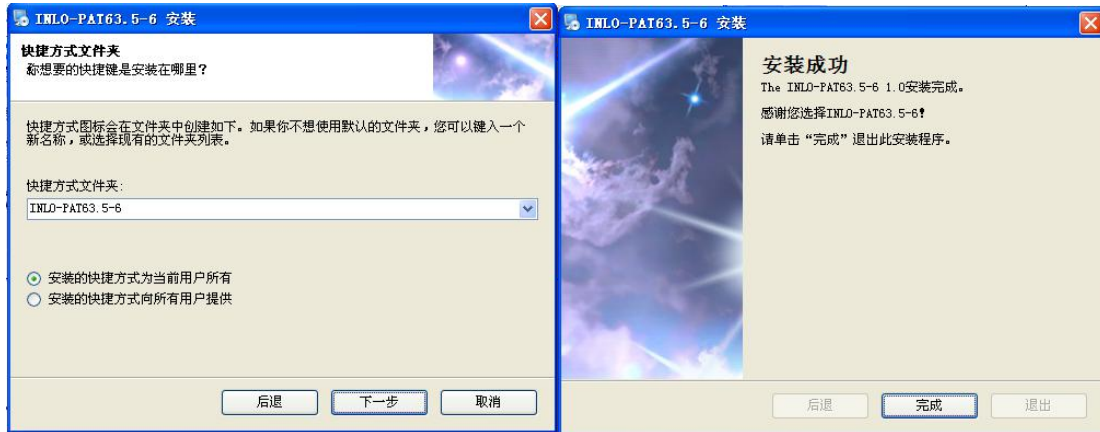 INLO-PAT63.5-6 安装
快捷方式文件夹
你想要的快捷键是安装在哪里?
快捷方式图标会在文件夹中创建如下。如果你不想使用默认的文件夹,您可以键入一个
新名称,或选择现有的文件夹列表。
快捷方式文件夹:
INLO-PAT63.5-6
安装的快捷方式为当前用户所有
安装的快捷方式向所有用户提供
后退
下一步
取消
INLO-PAT63.5-6 安装
安装成功
The INLO-PAT63.5-6 1.0安装完成。
感谢您选择INLO-PAT63.5-6!
请单击“完成”退出此安装程序。
后退
完成
退出